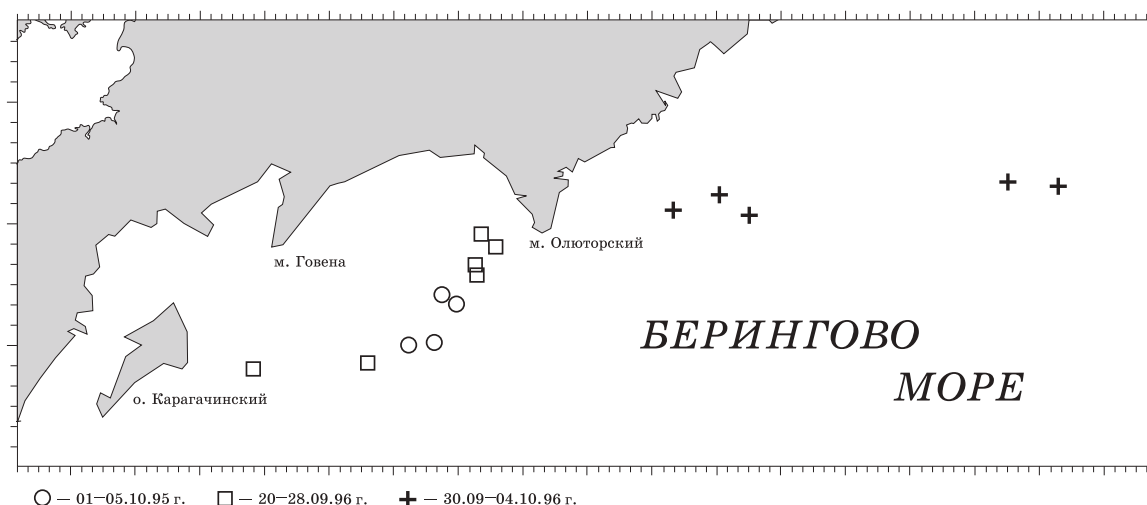 м. Олюторский
м. Говена
БЕРИНГОВО
МОРЕ
о. Карагачинский
— 01—05.10.95 г. — 20—28.09.96 г. — 30.09—04.10.96 г.